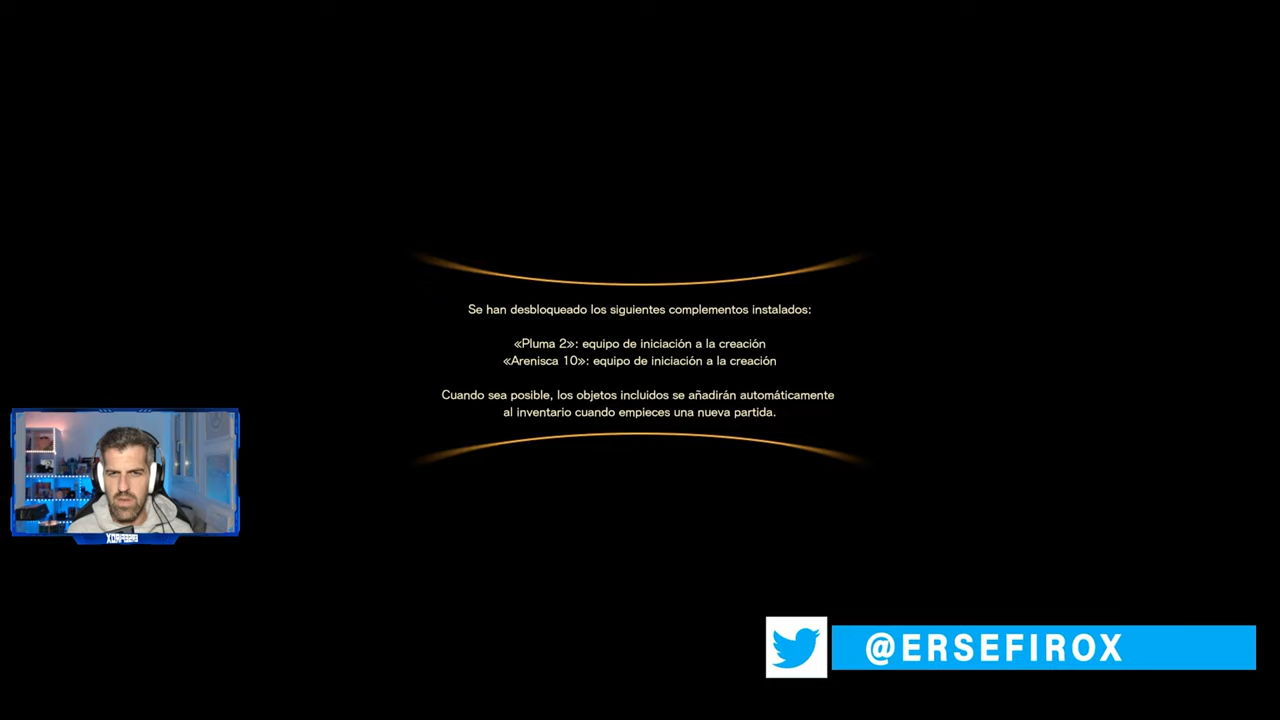 Se han desbloqueado los siguientes complementos instalados:
«Pluma 2»: equipo de iniciación a la creación
«Arenisca 10»: equipo de iniciación a la creación
Cuando sea posible, los objetos incluidos se añadirán automáticamente
al inventario cuando empieces una nueva partida.
@ERSEFIROX